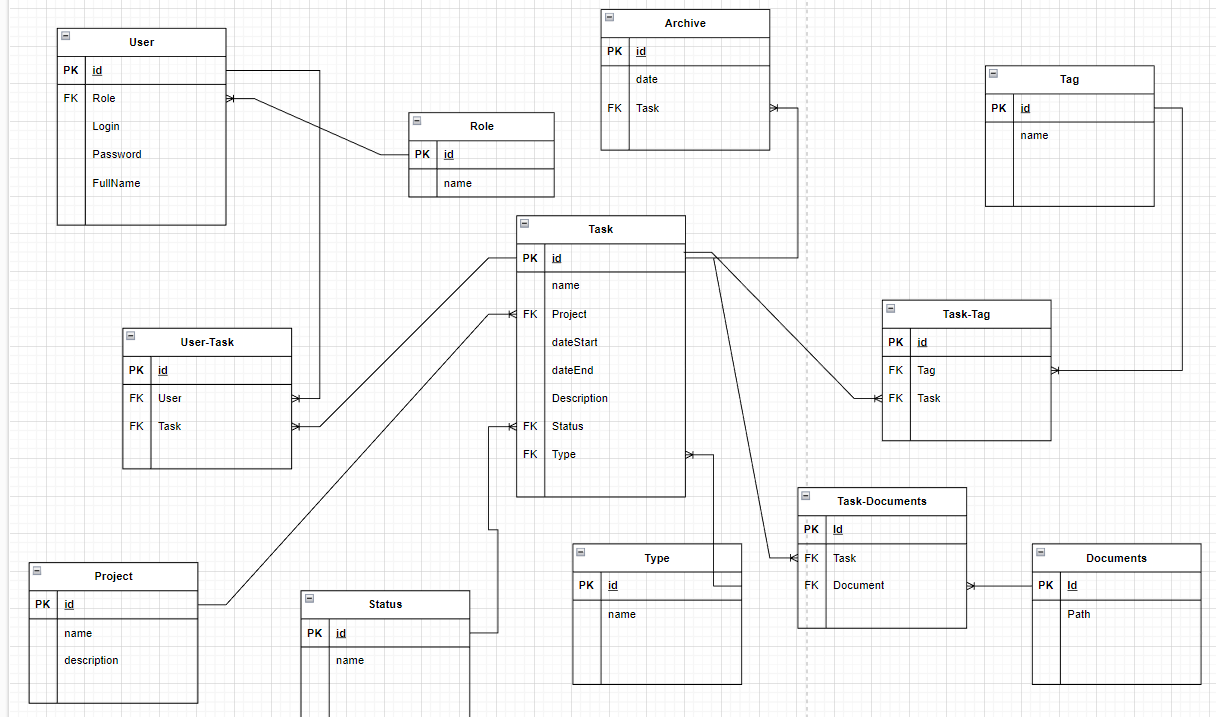 User
PK id
FK Role
Login
Password
FullName
Role
PK id
name
Archive
PK id
date
FK Task
Tag
PK id
name
Task
PK id
name
FK Project
dateStart
dateEnd
Description
FK Status
FK Type
User-Task
PK id
FK User
FK Task
Task-Tag
PK id
FK Tag
FK Task
Task-Documents
PK Id
FK Task
FK Document
Documents
PK Id
Path
Type
PK id
name
Project
PK id
name
description
Status
PK id
name